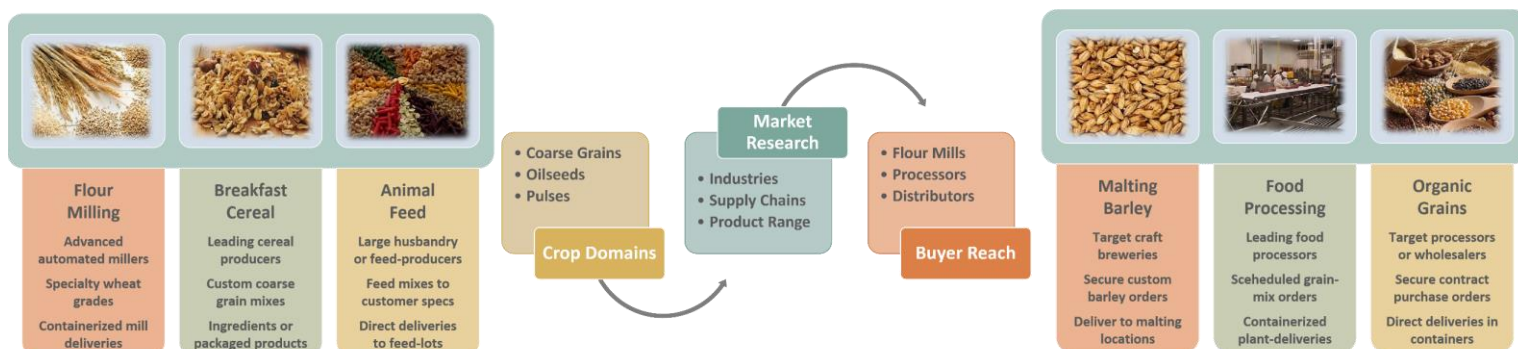 Flour
Milling
Advanced
automated millers
Specialty wheat
grades
Containerized mill
deliveries
Breakfast
Cereal
Leading cereal
producers
Custom coarse
grain mixes
Ingredients or
packaged products
Animal
Feed
Large husbandry
or feed-producers
Feed mixes to
customer specs
Direct deliveries
to feed-lots
• Coarse Grains
• Oilseeds
• Pulses
Crop Domains
Market
Research
• Industries
• Supply Chains
• Product Range
• Flour Mills
• Processors
• Distributors
Buyer Reach
Malting
Barley
Target craft
breweries
Secure custom
barley orders
Deliver to malting
locations
Food
Processing
Leading food
processors
Sceheduled grain-
mix orders
Containerized
plant-deliveries
Organic
Grains
Target processors
or wholesalers
Secure contract
purchase orders
Direct deliveries in
containers